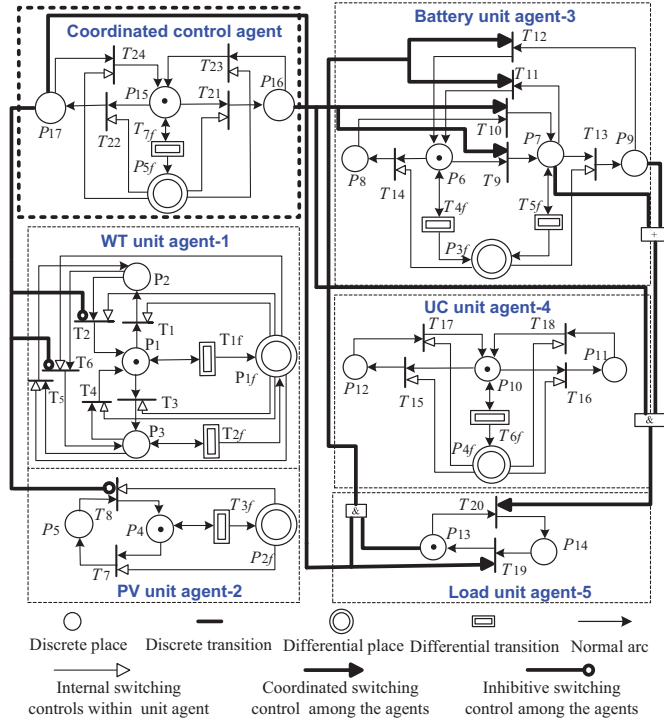 Coordinated control agent
T24
T23
P15
T21
P16
P17
T22
T7f
P5f
Battery unit agent-3
T12
T11
T10
P7
T13
P9
P8
P6
T9
T14
T4f
T5f
P3f
+
WT unit agent-1
P2
T2
T1
P1
T1f
P1f
T6
T5
T4
T3
P3
T2f
UC unit agent-4
T17
T18
P12
P10
P11
T15
T16
T6f
P4f
&
T8
T3f
P5
P4
P2f
T7
PV unit agent-2
&
T20
P13
P14
T19
Load unit agent-5
Discrete place
Discrete transition
Differential place
Differential transition
Normal arc
Internal switching
controls within unit agent
Coordinated switching
control among the agents
Inhibitive switching
control among the agents